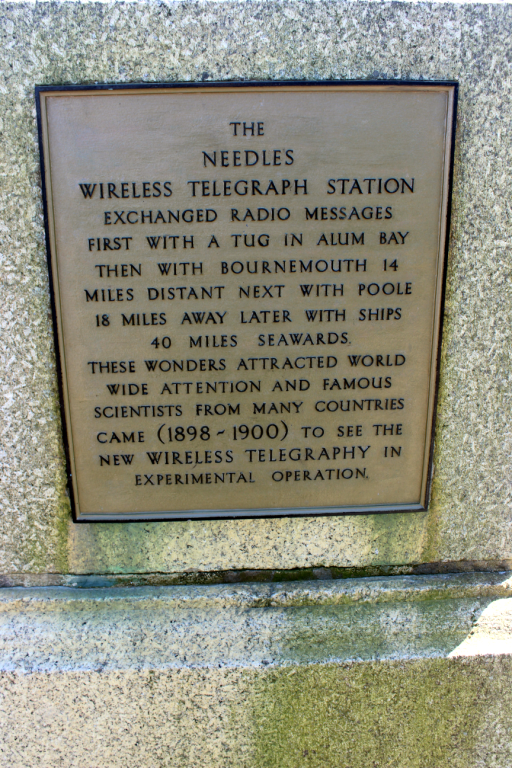 THE
NEEDLES
WIRELESS TELEGRAPH STATION
EXCHANGED RADIO MESSAGES
FIRST WITH A TUG IN ALUM BAY
THEN WITH BOURNEMOUTH 14
MILES DISTANT NEXT WITH POOLE
18 MILES AWAY LATER WITH SHIPS
40 MILES SEAWARDS.
THESE WONDERS ATTRACTED WORLD
WIDE ATTENTION AND FAMOUS
SCIENTISTS FROM MANY COUNTRIES
CAME (1898 ~ 1900) TO SEE THE
NEW WIRELESS TELEGRAPHY IN
EXPERIMENTAL OPERATION.